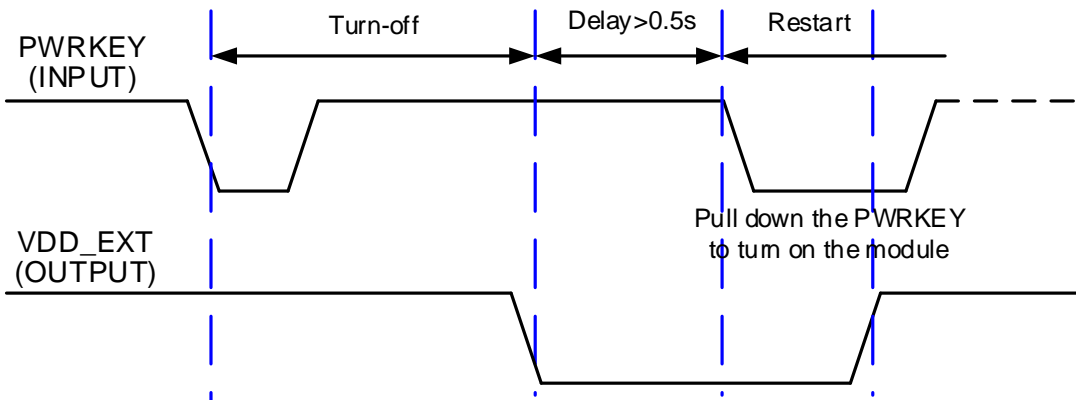 Turn-off
Delay>0.5s
Restart
PWRKEY
(INPUT)
Pull down the PWRKEY
to turn on the module
VDD_EXT
(OUTPUT)